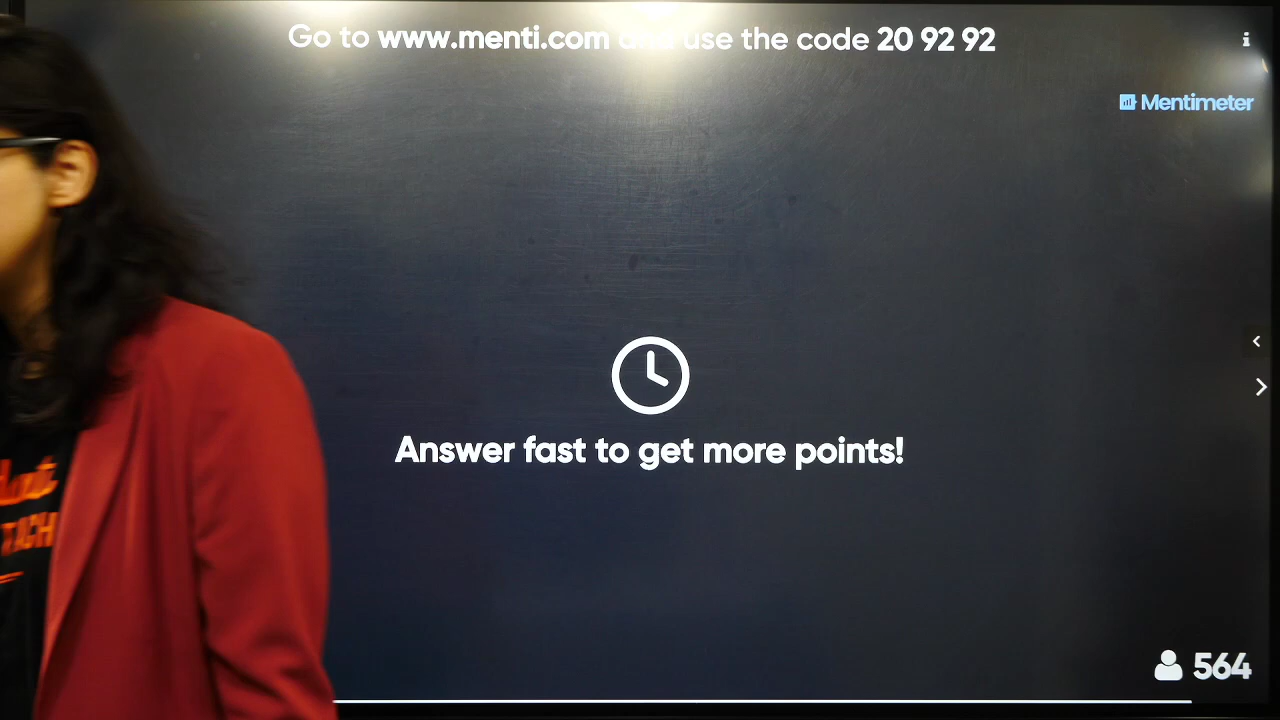 Go to www.menti.com and use the code 20 92 92
Mentimeter
Answer fast to get more points!
564